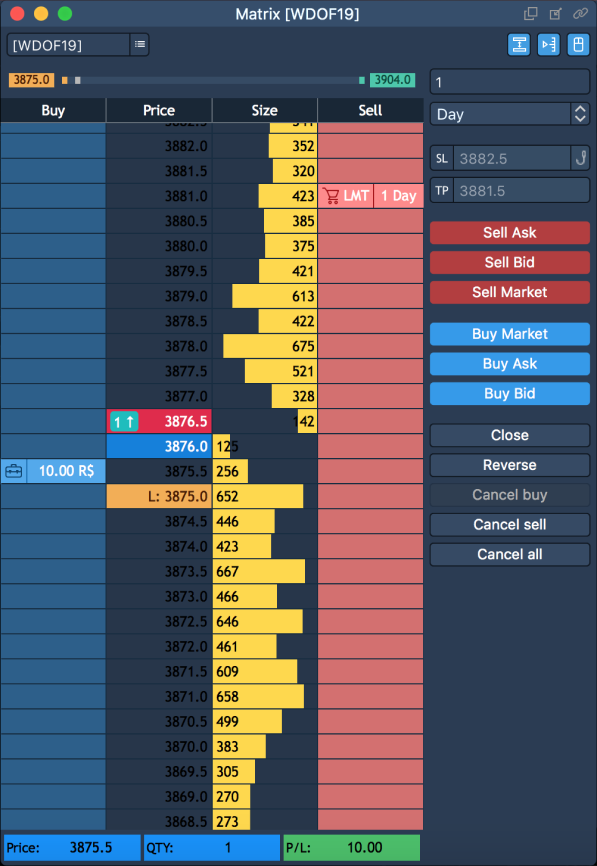 Matrix [WDOF19]
[WDOF19]
3875.0 3904.0
1
Day
SL 3882.5
TP 3881.5
Sell Ask
Sell Bid
Sell Market
Buy Market
Buy Ask
Buy Bid
Close
Reverse
Cancel buy
Cancel sell
Cancel all
Buy Price Size Sell
3882.5
3882.0 352
3881.5 320
3881.0 423 LMT 1 Day
3880.5 385
3880.0 375
3879.5 421
3879.0 613
3878.5 422
3878.0 675
3877.5 521
3877.0 328
1 ↑ 3876.5 142
3876.0 125
10.00 R$ 3875.5 256
L: 3875.0 652
3874.5 446
3874.0 423
3873.5 667
3873.0 466
3872.5 646
3872.0 461
3871.5 609
3871.0 658
3870.5 499
3870.0 383
3869.5 305
3869.0 270
3868.5 273
Price: 3875.5 QTY: 1 P/L: 10.00